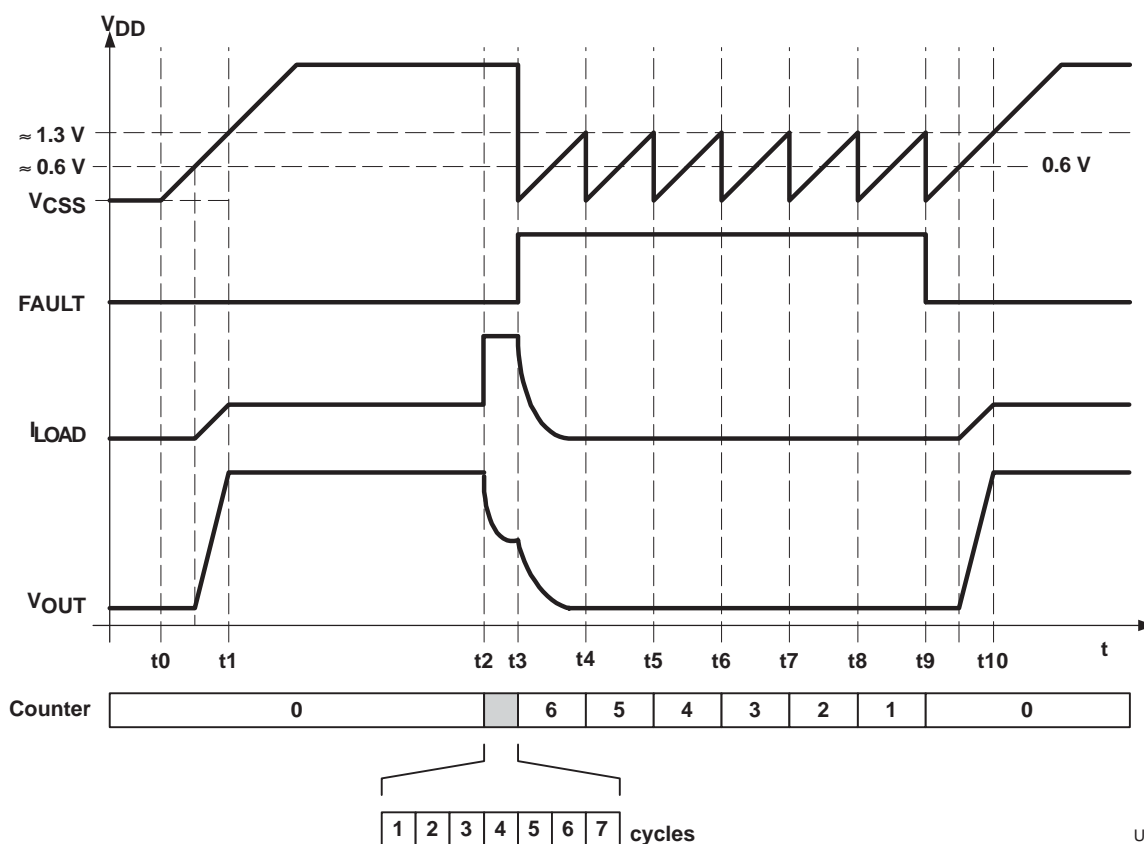 VDD
≈ 1.3 V
≈ 0.6 V
0.6 V
VCSS
FAULT
ILOAD
VOUT
t0 t1 t2 t3 t4 t5 t6 t7 t8 t9 t10 t
Counter 0 6 5 4 3 2 1 0
1 2 3 4 5 6 7 cycles
U